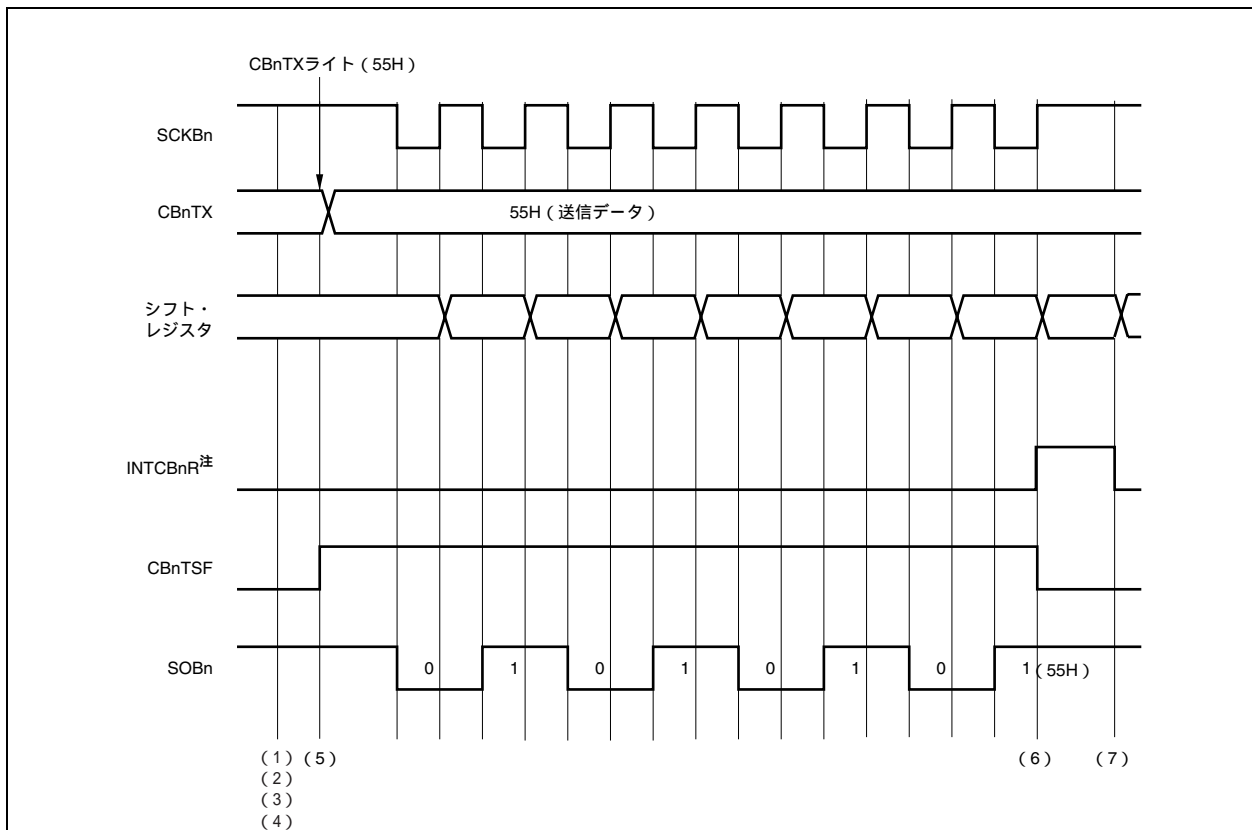 CBnTXライト（55H）
SCKBn
CBnTX
55H（送信データ）
シフト・
レジスタ
INTCBnR注
CBnTSF
SOBn
0 1 0 1 0 1 0 1（55H）
（1）（5）（6）（7）
（2）
（3）
（4）